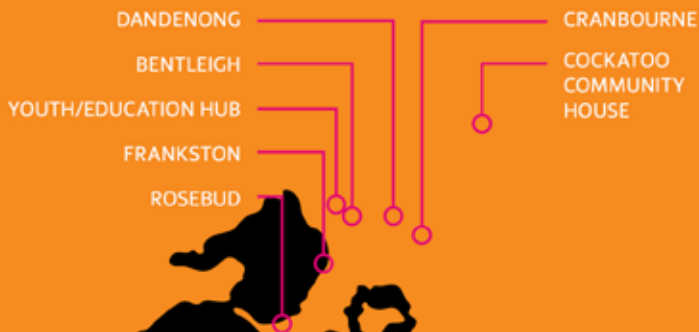 DANDENONG
BENTLEIGH
YOUTH/EDUCATION HUB
FRANKSTON
ROSEBUD
CRANBOURNE
COCKATOO
COMMUNITY
HOUSE